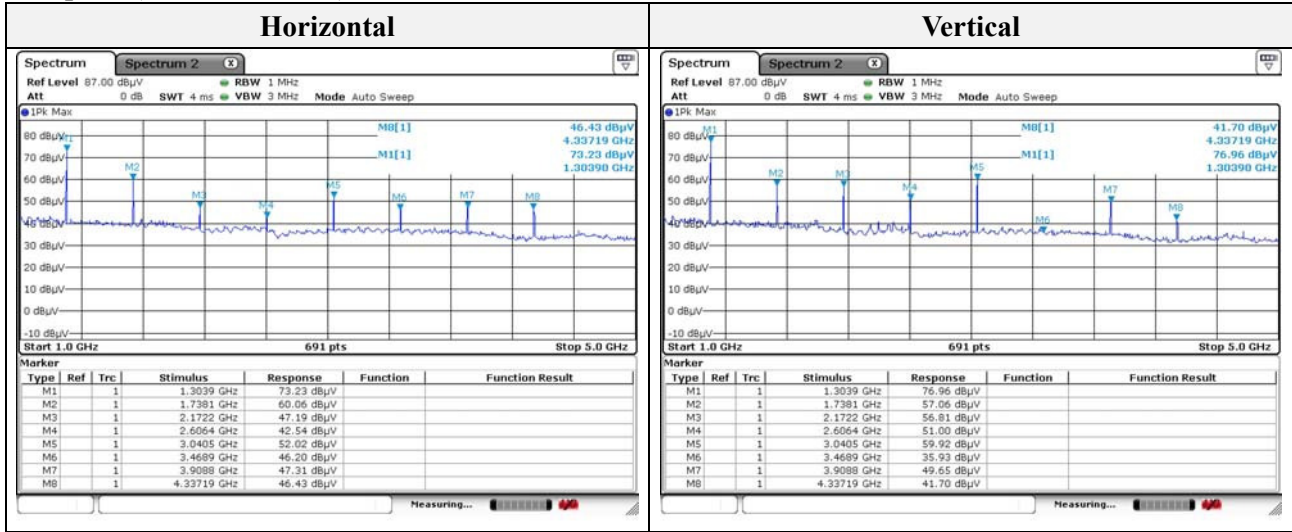 Horizontal
Vertical
Spectrum
Spectrum 2
X
Ref Level 87.00 dBµV
RBW 1 MHz
Att
0 dB
SWT 4 ms
VBW 3 MHz
Mode Auto Sweep
1Pk Max
M8[1]
46.43 dBµV
4.33719 GHz
M1[1]
73.23 dBµV
1.30390 GHz
80 dBµV
70 dBµV
60 dBµV
50 dBµV
40 dBµV
30 dBµV
20 dBµV
10 dBµV
0 dBµV
-10 dBµV
M1
M2
M3
M4
M5
M6
M7
M8
Start 1.0 GHz
691 pts
Stop 5.0 GHz
Marker
Type Ref Trc Stimulus Response Function Function Result
M1 1 1.3039 GHz 73.23 dBµV
M2 1 1.7381 GHz 60.06 dBµV
M3 1 2.1722 GHz 47.19 dBµV
M4 1 2.6064 GHz 42.54 dBµV
M5 1 3.0405 GHz 52.02 dBµV
M6 1 3.4689 GHz 46.20 dBµV
M7 1 3.9088 GHz 47.31 dBµV
M8 1 4.33719 GHz 46.43 dBµV
Measuring...
Spectrum
Spectrum 2
X
Ref Level 87.00 dBµV
RBW 1 MHz
Att
0 dB
SWT 4 ms
VBW 3 MHz
Mode Auto Sweep
1Pk Max
M8[1]
41.70 dBµV
4.33719 GHz
M1[1]
76.96 dBµV
1.30390 GHz
80 dBµV
70 dBµV
60 dBµV
50 dBµV
40 dBµV
30 dBµV
20 dBµV
10 dBµV
0 dBµV
-10 dBµV
M1
M2
M3
M4
M5
M6
M7
M8
Start 1.0 GHz
691 pts
Stop 5.0 GHz
Marker
Type Ref Trc Stimulus Response Function Function Result
M1 1 1.3039 GHz 76.96 dBµV
M2 1 1.7381 GHz 57.06 dBµV
M3 1 2.1722 GHz 56.81 dBµV
M4 1 2.6064 GHz 51.00 dBµV
M5 1 3.0405 GHz 59.92 dBµV
M6 1 3.4689 GHz 35.93 dBµV
M7 1 3.9088 GHz 49.65 dBµV
M8 1 4.33719 GHz 41.70 dBµV
Measuring...